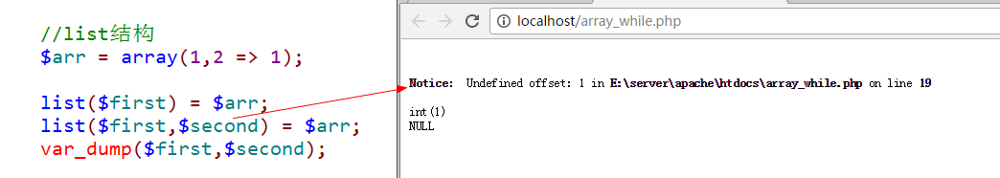 //list结构
$arr = array(1,2 => 1);
list($first) = $arr;
list($first,$second) = $arr;
var_dump($first,$second);
localhost/array_while.php
Notice: Undefined offset: 1 in E:\server\apache\htdocs\array_while.php on line 19
int(1)
NULL